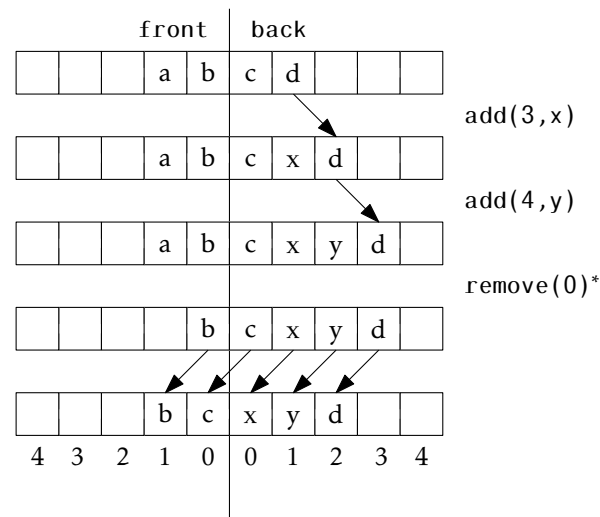 front back
a b c d
add(3,x)
a b c x d
add(4,y)
a b c x y d
remove(0)*
b c x y d
b c x y d
4 3 2 1 0 0 1 2 3 4